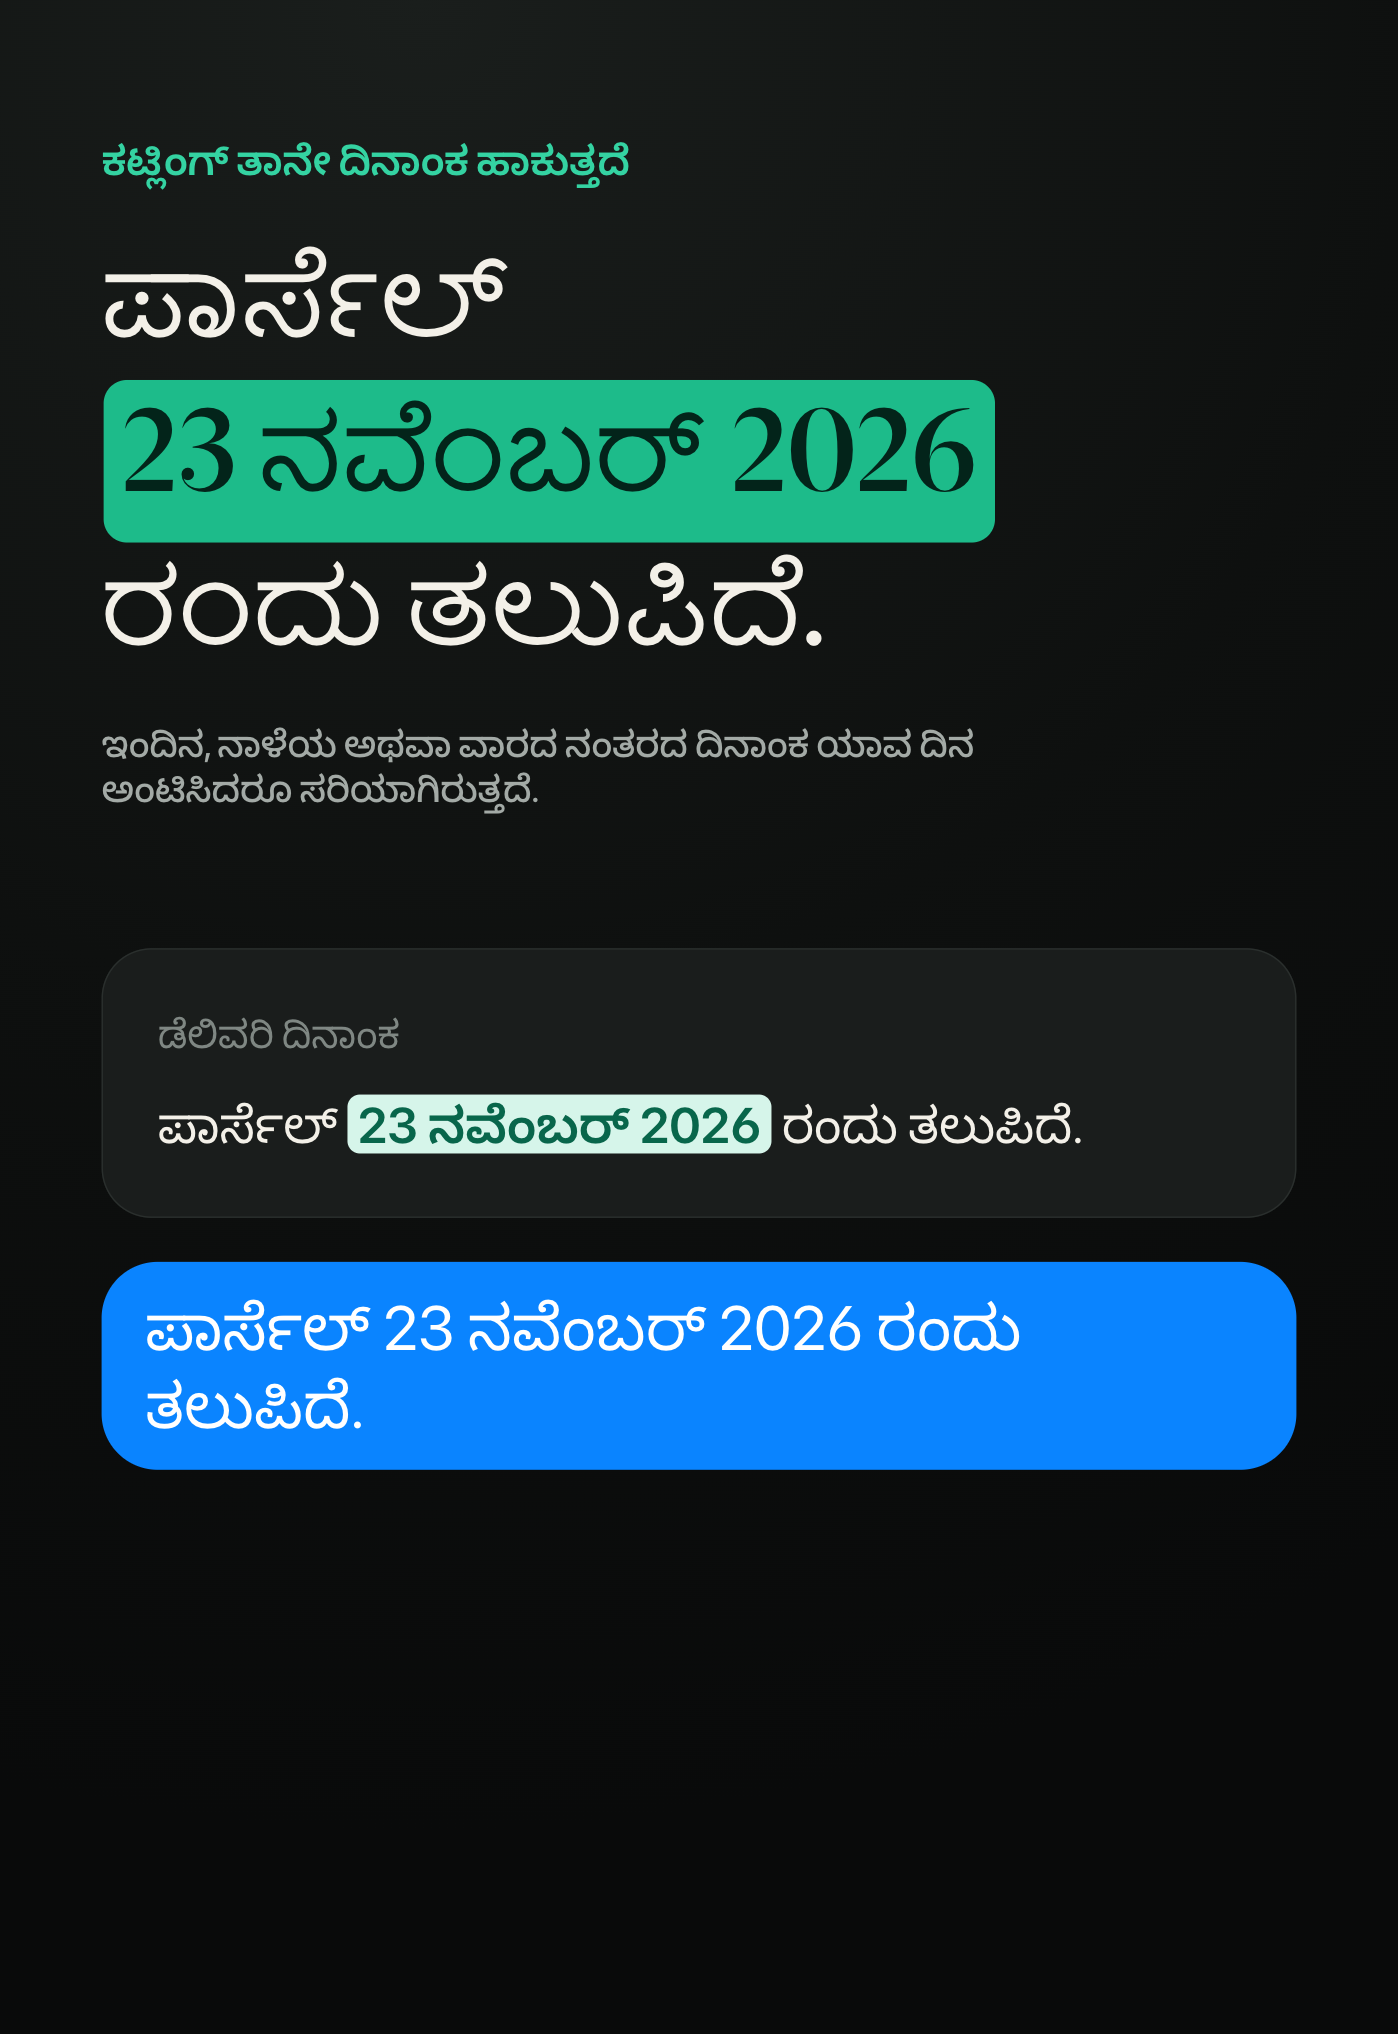 ಕಟ್ಲಿಂಗ್ ತಾನೇ ದಿನಾಂಕ ಹಾಕುತ್ತದೆ
ಪಾರ್ಸೆಲ್
23 ನವೆಂಬರ್ 2026
ರಂದು ತಲುಪಿದೆ.
ಇಂದಿನ, ನಾಳೆಯ ಅಥವಾ ವಾರದ ನಂತರದ ದಿನಾಂಕ ಯಾವ ದಿನ
ಅಂಟಿಸಿದರೂ ಸರಿಯಾಗಿರುತ್ತದೆ.
ಡೆಲಿವರಿ ದಿನಾಂಕ
ಪಾರ್ಸೆಲ್ 23 ನವೆಂಬರ್ 2026 ರಂದು ತಲುಪಿದೆ.
ಪಾರ್ಸೆಲ್ 23 ನವೆಂಬರ್ 2026 ರಂದು
ತಲುಪಿದೆ.